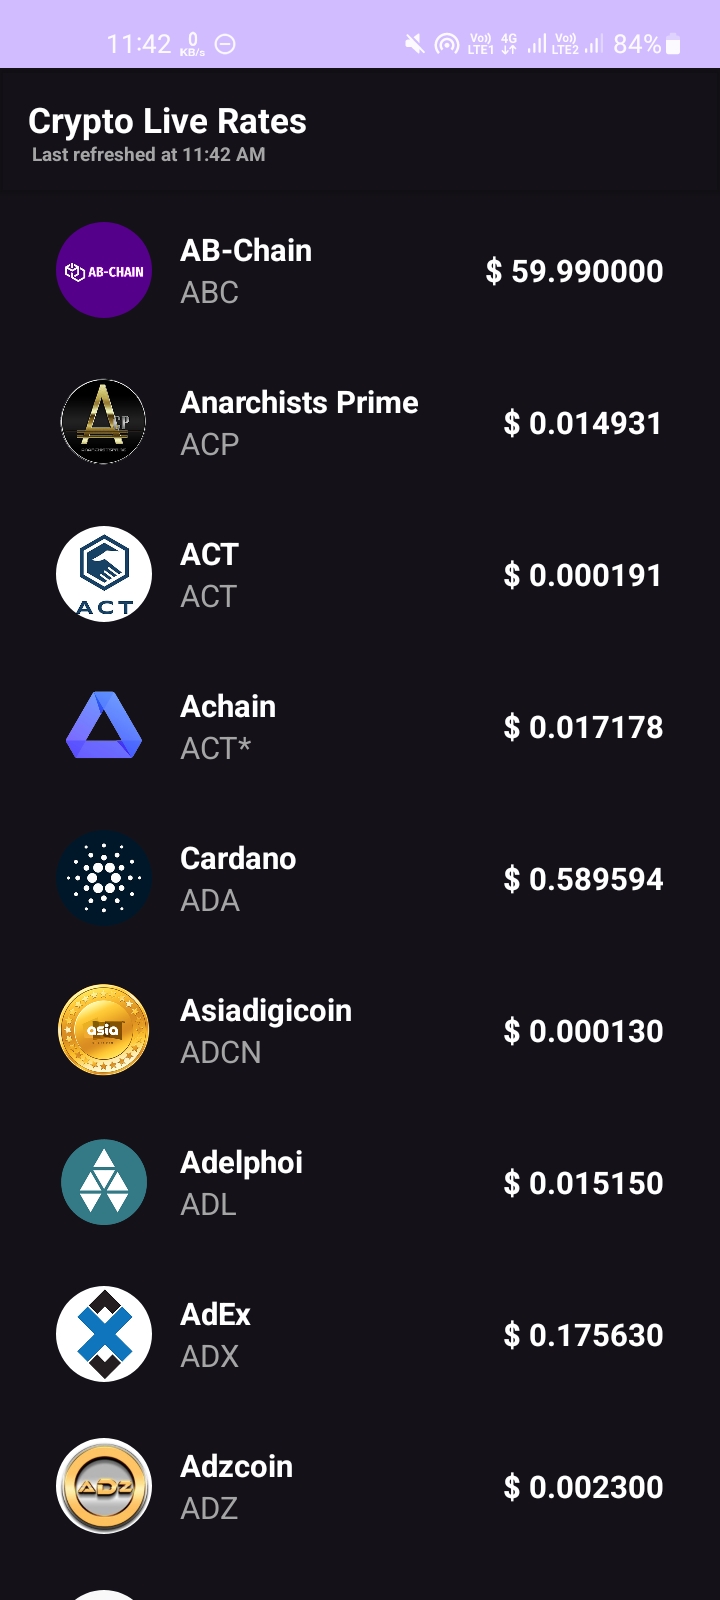 11:42 0 KB/s Vo)) LTE1 4G Vo)) LTE2 84%
Crypto Live Rates
Last refreshed at 11:42 AM
AB-CHAIN
AB-Chain
ABC
$ 59.990000
ACP
Anarchists Prime
ACP
$ 0.014931
ACT
ACT
ACT
$ 0.000191
Achain
ACT*
$ 0.017178
Cardano
ADA
$ 0.589594
asia
Asiadigicoin
ADCN
$ 0.000130
Adelphoi
ADL
$ 0.015150
AdEx
ADX
$ 0.175630
ADZ
Adzcoin
ADZ
$ 0.002300